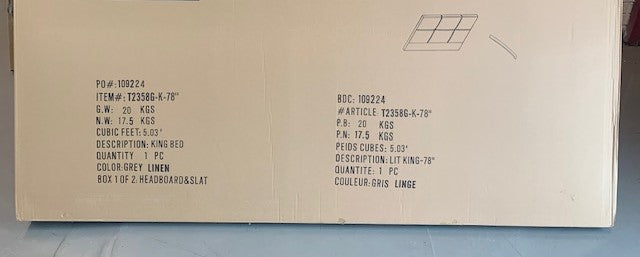 PO#: 109224
ITEM#: T2358G-K-78"
G.W: 20 KGS
N.W: 17.5 KGS
CUBIC FEET: 5.03'
DESCRIPTION: KING BED
QUANTITY 1 PC
COLOR: GREY LINEN
BOX 1 OF 2: HEADBOARD&SLAT
BDC: 109224
#ARTICLE: T2358G-K-78"
P.B: 20 KGS
P.N: 17.5 KGS
PEIDS CUBES: 5.03'
DESCRIPTION: LIT KING-78"
QUANTITE: 1 PC
COULEUR: GRIS LINGE